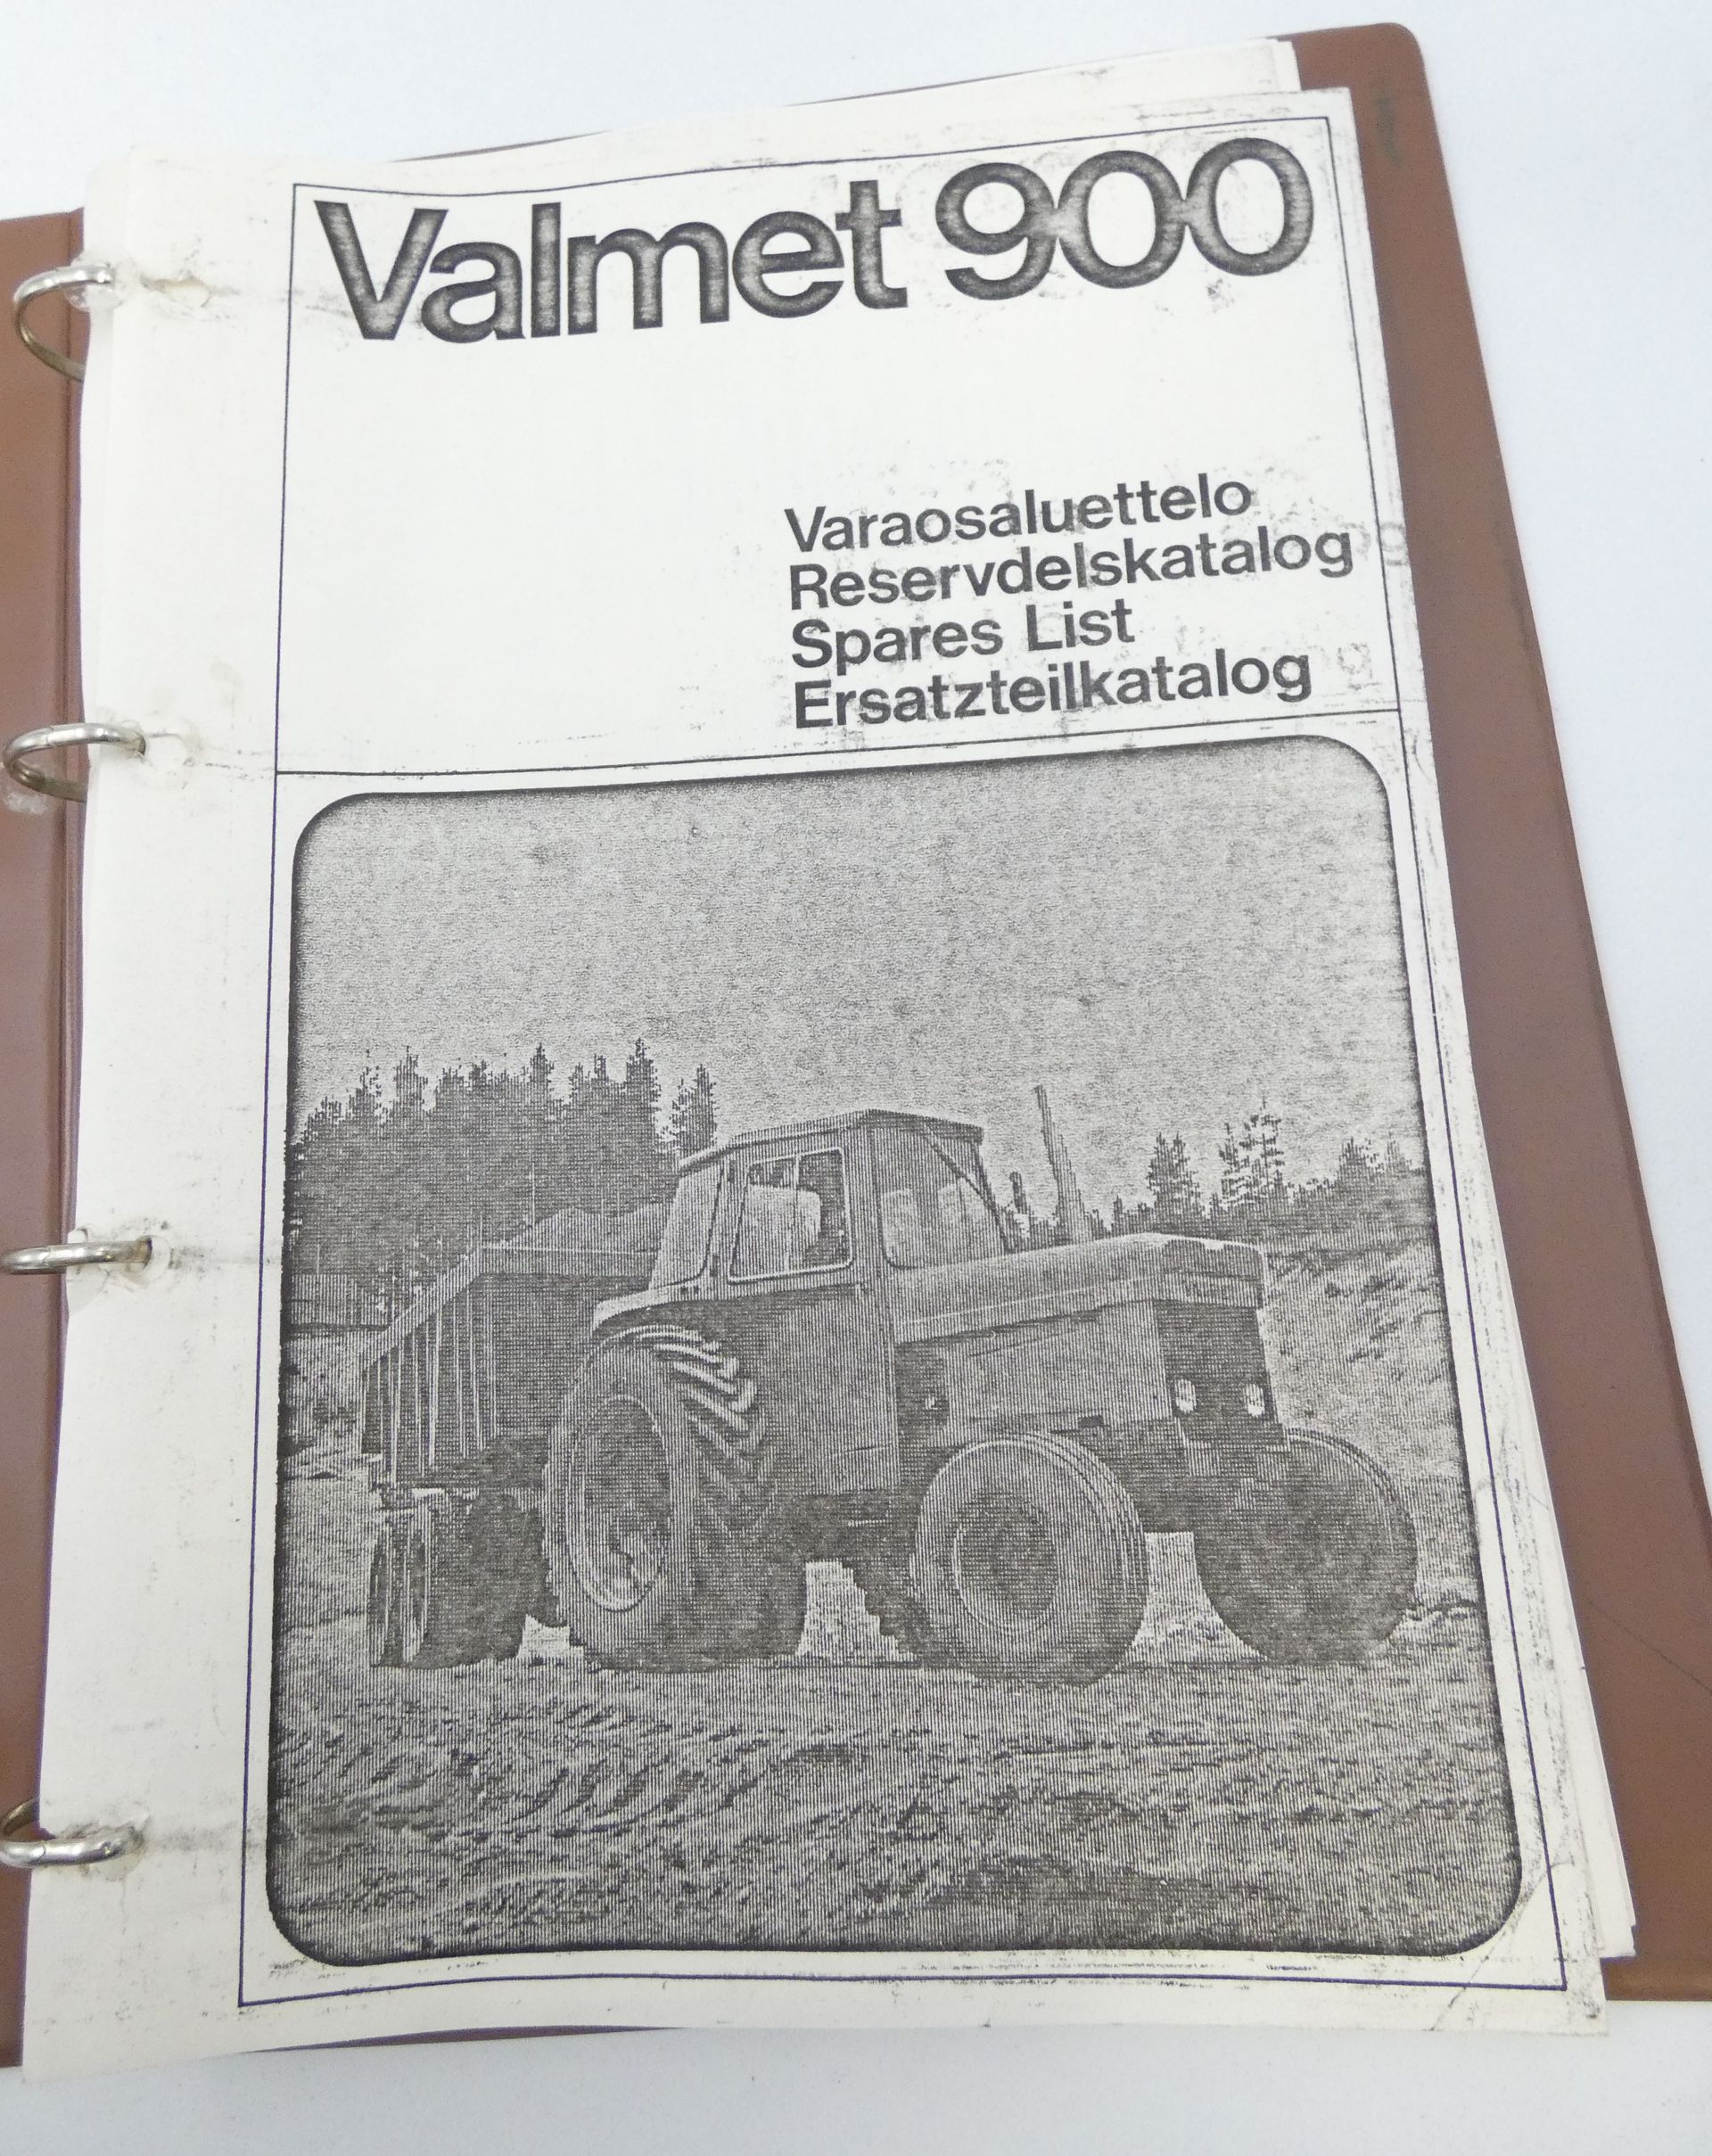 Valmet 900
Varaosaluettelo
Reservdelskatalog
Spares List
Ersatzteilkatalog